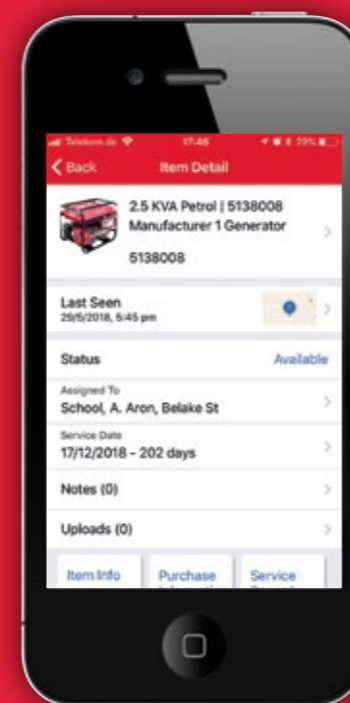 Telekom.de 17:46 29%
Back Item Detail
2.5 KVA Petrol | 5138008
Manufacturer 1 Generator
5138008
Last Seen
29/5/2018, 5:45 pm
Status Available
Assigned To
School, A. Aron, Belake St
Service Date
17/12/2018 - 202 days
Notes (0)
Uploads (0)
Item Info Purchase Service